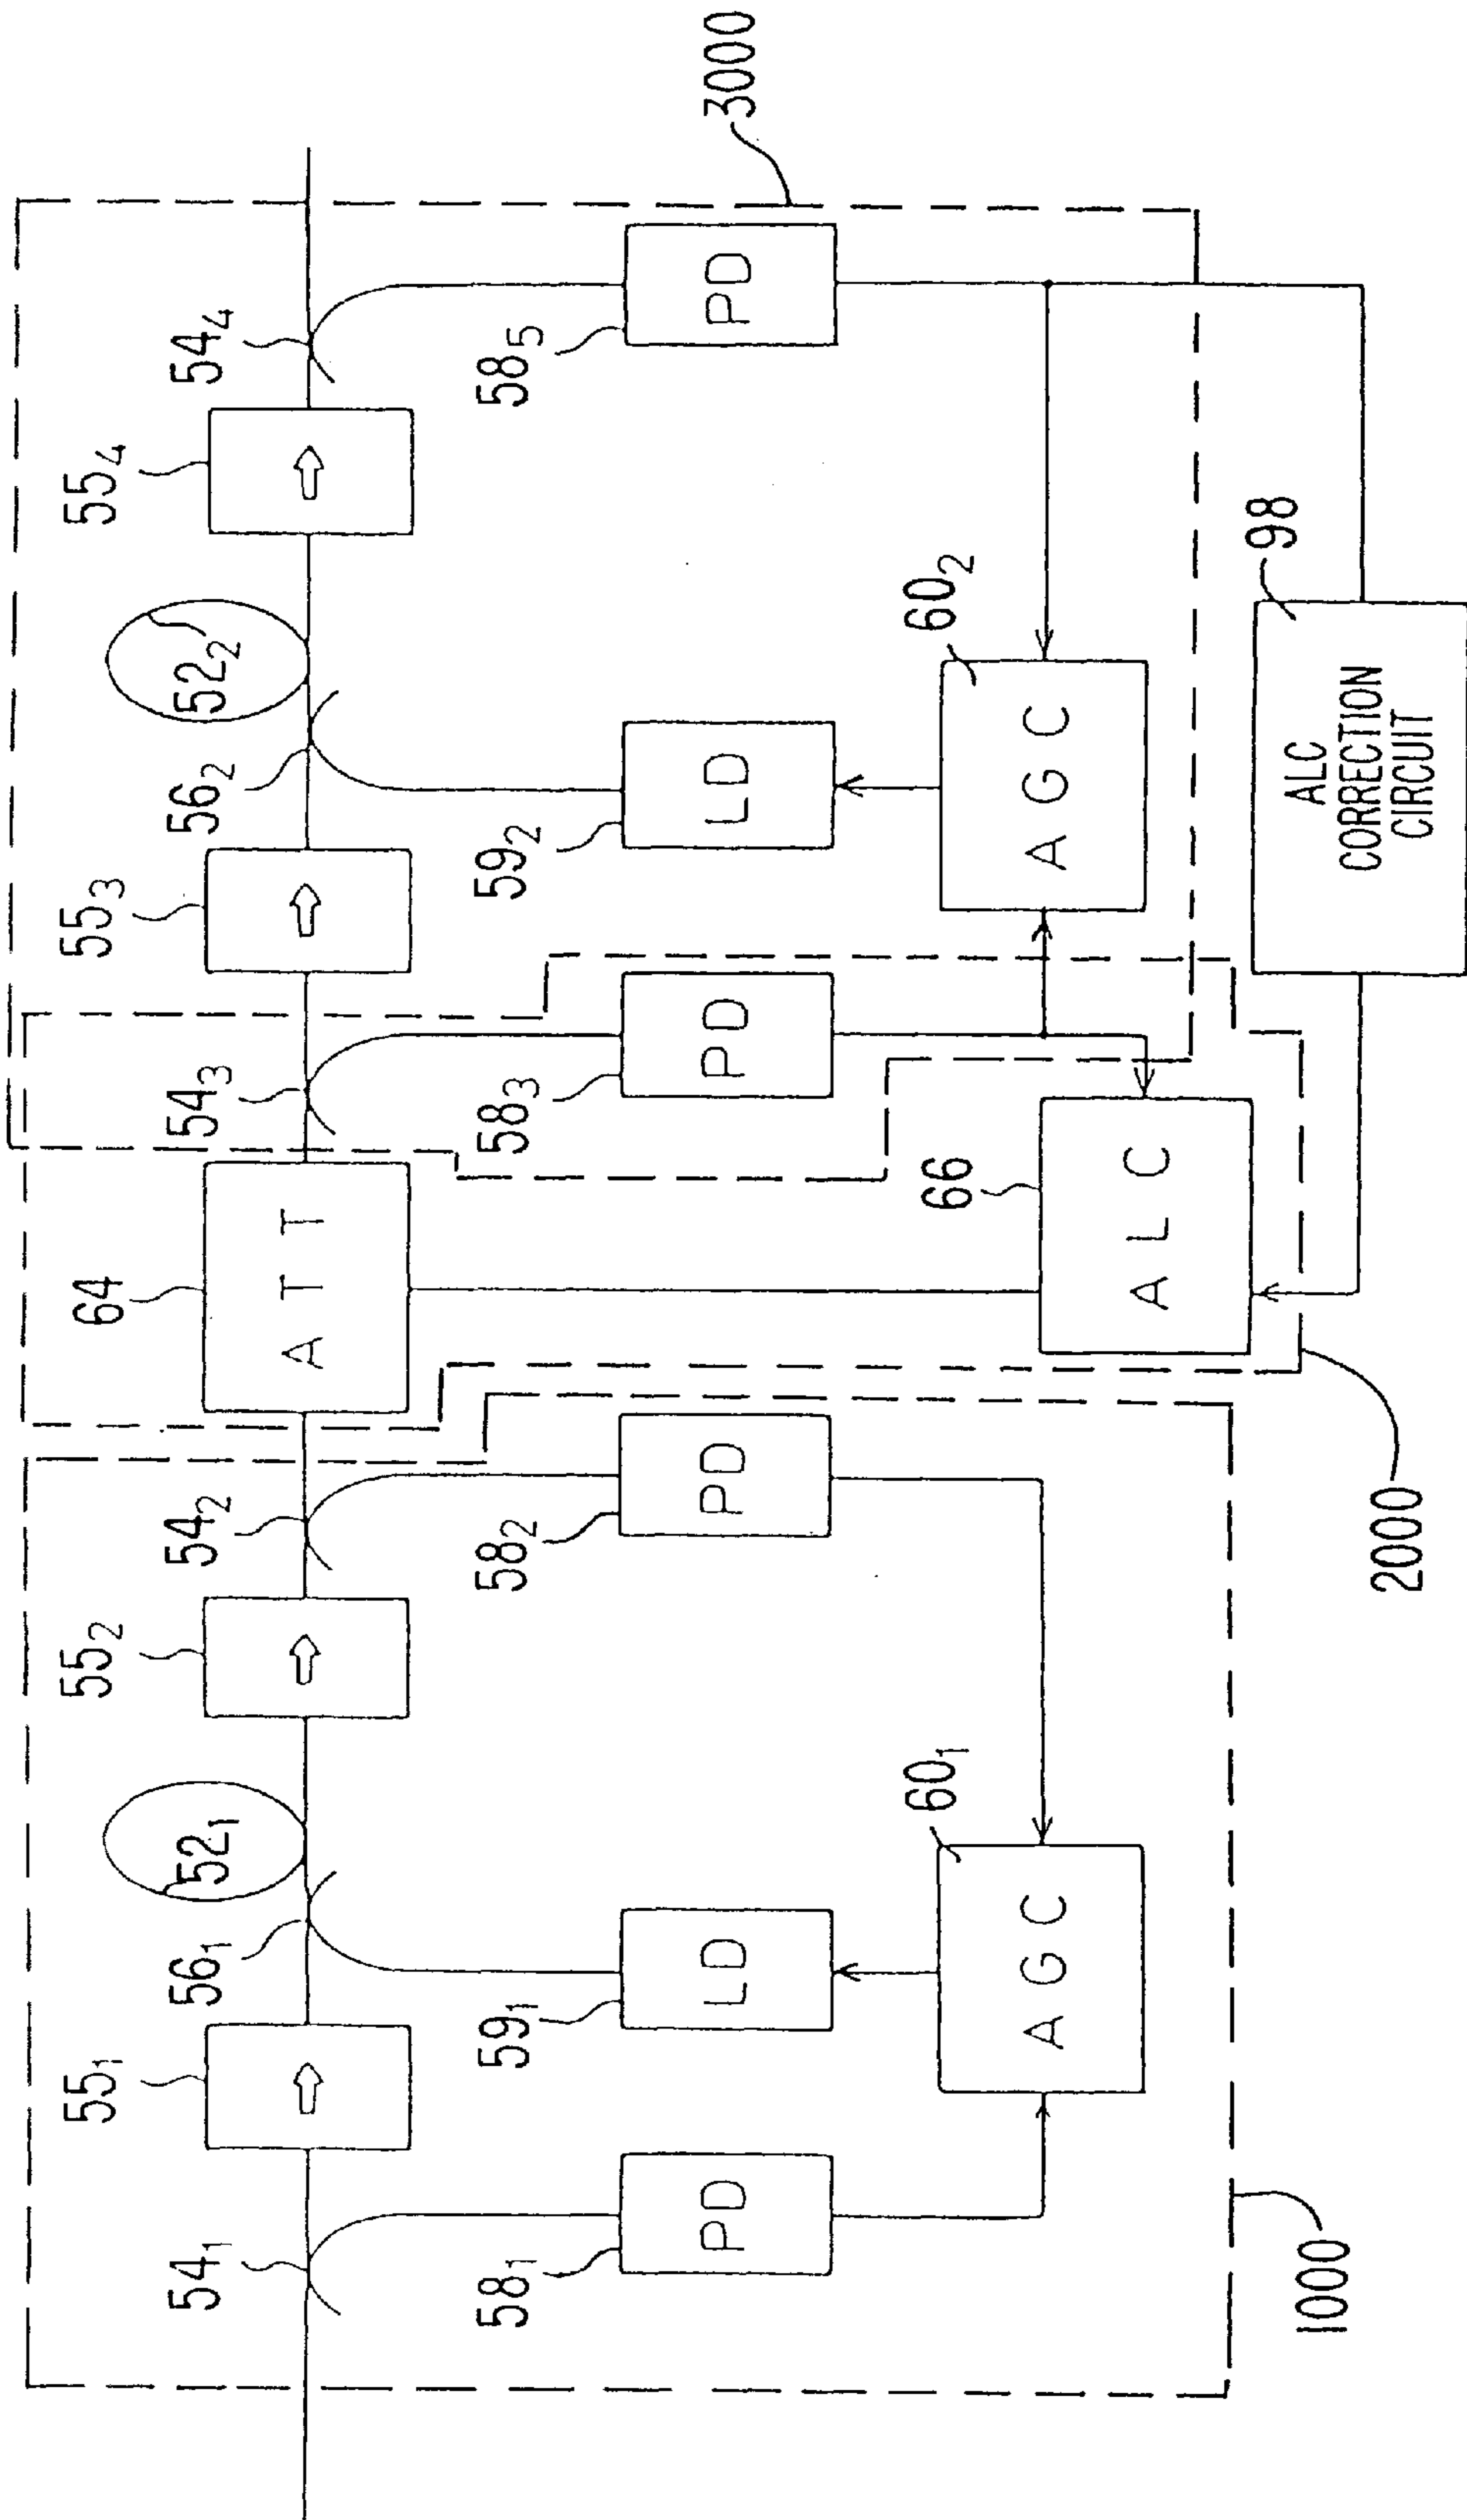 55₁
55₂
64
55₃
55₄
54₁
56₁
52₁
54₂
ATT
54₃
56₂
52₂
54₄
58₁
PD
59₁
LD
58₂
PD
58₃
PD
59₂
LD
58₅
PD
3000
60₁
AGC
66
ALC
60₂
AGC
1000
2000
98
ALC
CORRECTION
CIRCUIT